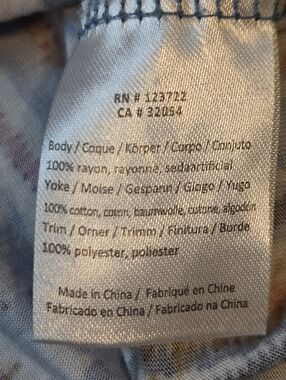 RN # 123722
CA # 32054
Body / Coque / Körper / Corpo / Conjuto
100% rayon, rayonne, sedaartificial
Yoke / Moise / Gespann / Giogo / Yugo
100% cotton, coton, baumwolle, cutone, algodón
Trim / Orner / Trimm / Finitura / Burde
100% polyester, poliester
Made in China / Fabriqué en Chine
Fabricado en China / Fabricado na China